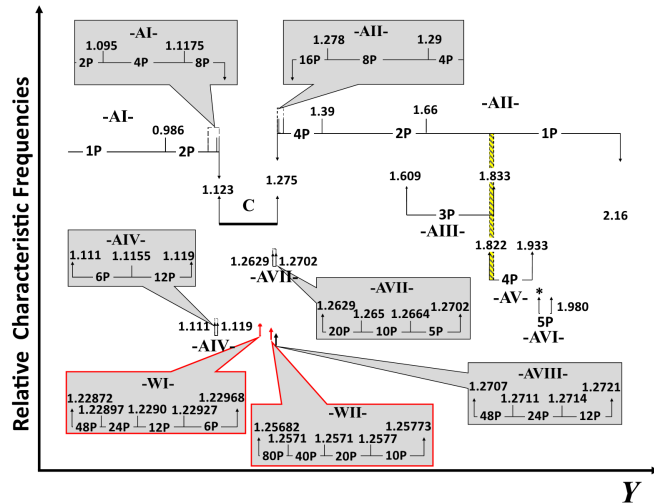 -AI-
1.095 1.1175
2P 4P 8P
-AII-
1.278 1.29
16P 8P 4P
-AI-
0.986
1P 2P
1.39 1.66 -AII-
4P 2P 1P
1.123 1.275
C
1.609 1.833
3P
-AIII-
2.16
1.822 1.933
4P
-AV-
*
1.980
5P
-AVI-
-AIV-
1.111 1.1155 1.119
6P 12P
1.2629 1.2702
-AVII-
-AVII-
1.2629 1.265 1.2664 1.2702
20P 10P 5P
1.111 1.119
-AIV-
-WI-
1.22872 1.22968
1.22897 1.2290 1.22927
48P 24P 12P 6P
-WII-
1.25682 1.25773
1.2571 1.2571 1.2577
80P 40P 20P 10P
-AVIII-
1.2707 1.2721
1.2711 1.2714
48P 24P 12P
Relative Characteristic Frequencies
Y